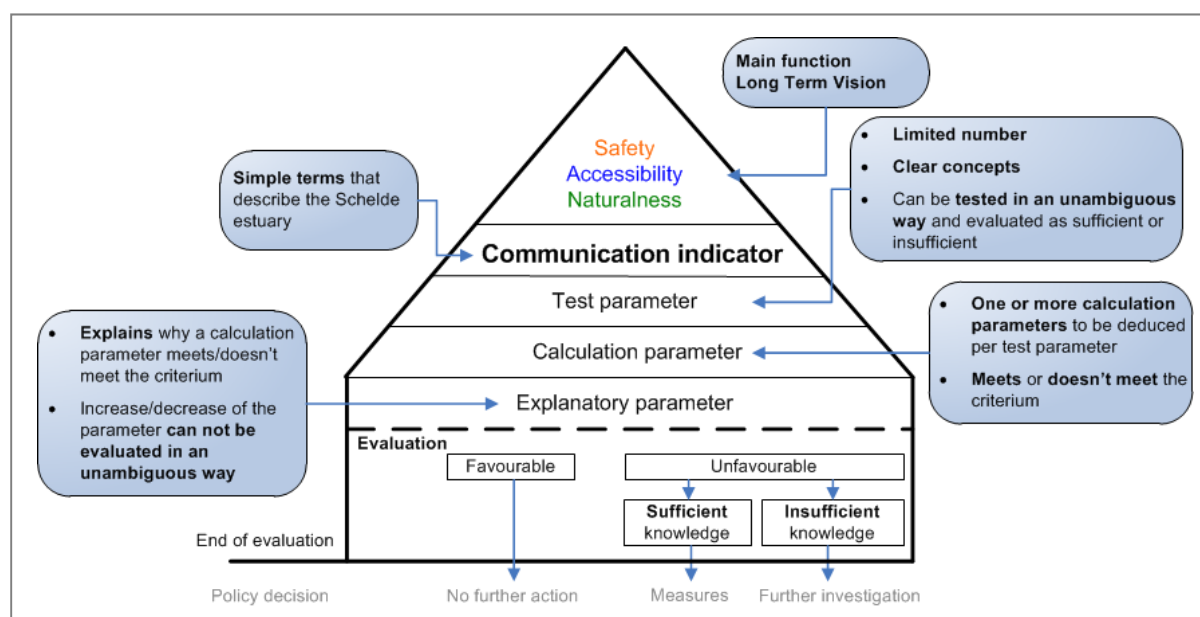 Main function
Long Term Vision
Safety
Accessibility
Naturalness
Simple terms that
describe the Schelde
estuary
• Limited number
• Clear concepts
• Can be tested in an unambiguous
way and evaluated as sufficient or
insufficient
Communication indicator
Test parameter
• One or more calculation
parameters to be deduced
per test parameter
• Meets or doesn't meet the
criterium
Calculation parameter
• Explains why a calculation
parameter meets/doesn't
meet the criterium
• Increase/decrease of the
parameter can not be
evaluated in an
unambiguous way
Explanatory parameter
Evaluation
Favourable
Unfavourable
Sufficient
knowledge
Insufficient
knowledge
End of evaluation
Policy decision
No further action
Measures
Further investigation